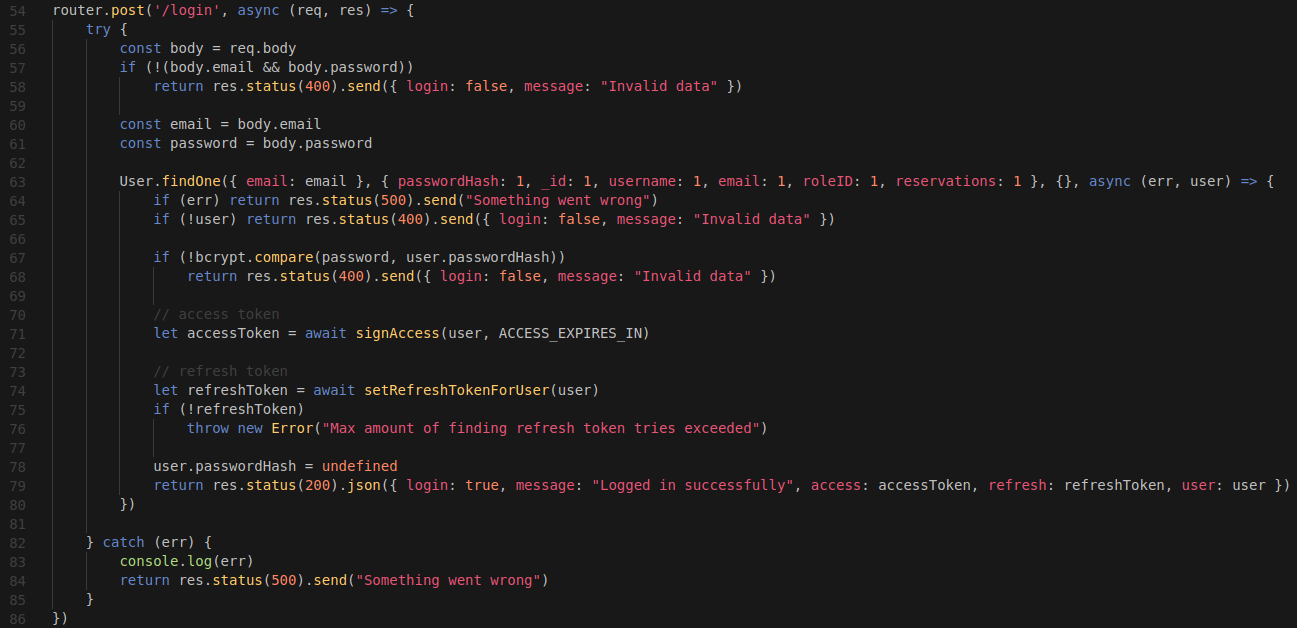 54 router.post('/login', async (req, res) => {
55     try {
56         const body = req.body
57         if (!(body.email && body.password))
58             return res.status(400).send({ login: false, message: "Invalid data" })
59
60         const email = body.email
61         const password = body.password
62
63         User.findOne({ email: email }, { passwordHash: 1, _id: 1, username: 1, email: 1, roleID: 1, reservations: 1 }, {}, async (err, user) => {
64             if (err) return res.status(500).send("Something went wrong")
65             if (!user) return res.status(400).send({ login: false, message: "Invalid data" })
66
67             if (!bcrypt.compare(password, user.passwordHash))
68                 return res.status(400).send({ login: false, message: "Invalid data" })
69
70             // access token
71             let accessToken = await signAccess(user, ACCESS_EXPIRES_IN)
72
73             // refresh token
74             let refreshToken = await setRefreshTokenForUser(user)
75             if (!refreshToken)
76                 throw new Error("Max amount of finding refresh token tries exceeded")
77
78             user.passwordHash = undefined
79             return res.status(200).json({ login: true, message: "Logged in successfully", access: accessToken, refresh: refreshToken, user: user })
80         })
81
82     } catch (err) {
83         console.log(err)
84         return res.status(500).send("Something went wrong")
85     }
86 })